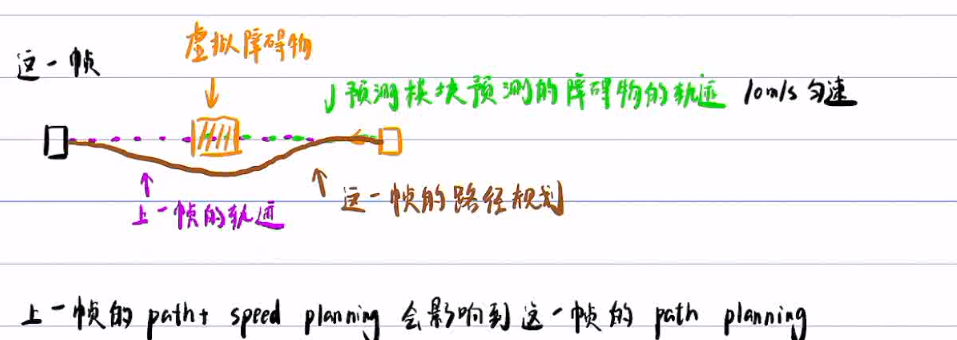 虚拟障碍物
这一帧
预测模块预测的障碍物的轨迹 10m/s 匀速
这一帧的路径规划
上一帧的轨迹
上一帧的 path+ speed planning 会影响到这一帧的 path planning